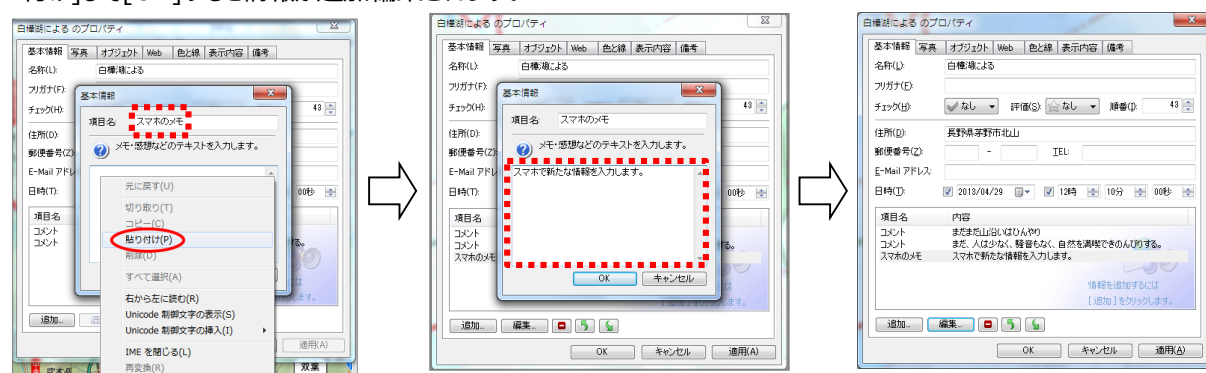 白樺湖による のプロパティ
基本情報 写真 オブジェクト Web 色と線 表示内容 備考
名称(L): 白樺湖による
フリガナ(F):
チェック(H): 43
住所(D):
郵便番号(Z)
E-Mail アドレ
日時(T): 00秒
項目名
コメント
コメント
基本情報
項目名 スマホのメモ
メモ・感想などのテキストを入力します。
元に戻す(U)
切り取り(T)
コピー(C)
貼り付け(P)
削除(D)
すべて選択(A)
右から左に読む(R)
Unicode 制御文字の表示(S)
Unicode 制御文字の挿入(I)
IME を閉じる(L)
再変換(R)
追加...
適用(A)
双葉
白樺湖による のプロパティ
基本情報 写真 オブジェクト Web 色と線 表示内容 備考
名称(L): 白樺湖による
フリガナ(F):
チェック(H): 43
住所(D):
郵便番号(Z)
E-Mail アドレ
日時(T): 00秒
項目名
コメント
コメント
スマホのメモ
基本情報
項目名 スマホのメモ
メモ・感想などのテキストを入力します。
スマホで新たな情報を入力します。
OK キャンセル
追加... 編集...
OK キャンセル 適用(A)
白樺湖による のプロパティ
基本情報 写真 オブジェクト Web 色と線 表示内容 備考
名称(L): 白樺湖による
フリガナ(F):
チェック(H): なし 評価(S): なし 順番(I): 43
住所(D): 長野県茅野市北山
郵便番号(Z): - TEL:
E-Mail アドレス:
日時(T): 2013/04/29 12時 10分 00秒
項目名 内容
コメント まだまだ山沿いはひんやり
コメント まだ、人は少なく、騒音もなく、自然を満喫できのんびりする。
スマホのメモ スマホで新たな情報を入力します。
情報を追加するには
[追加]をクリックします。
追加... 編集...
OK キャンセル 適用(A)